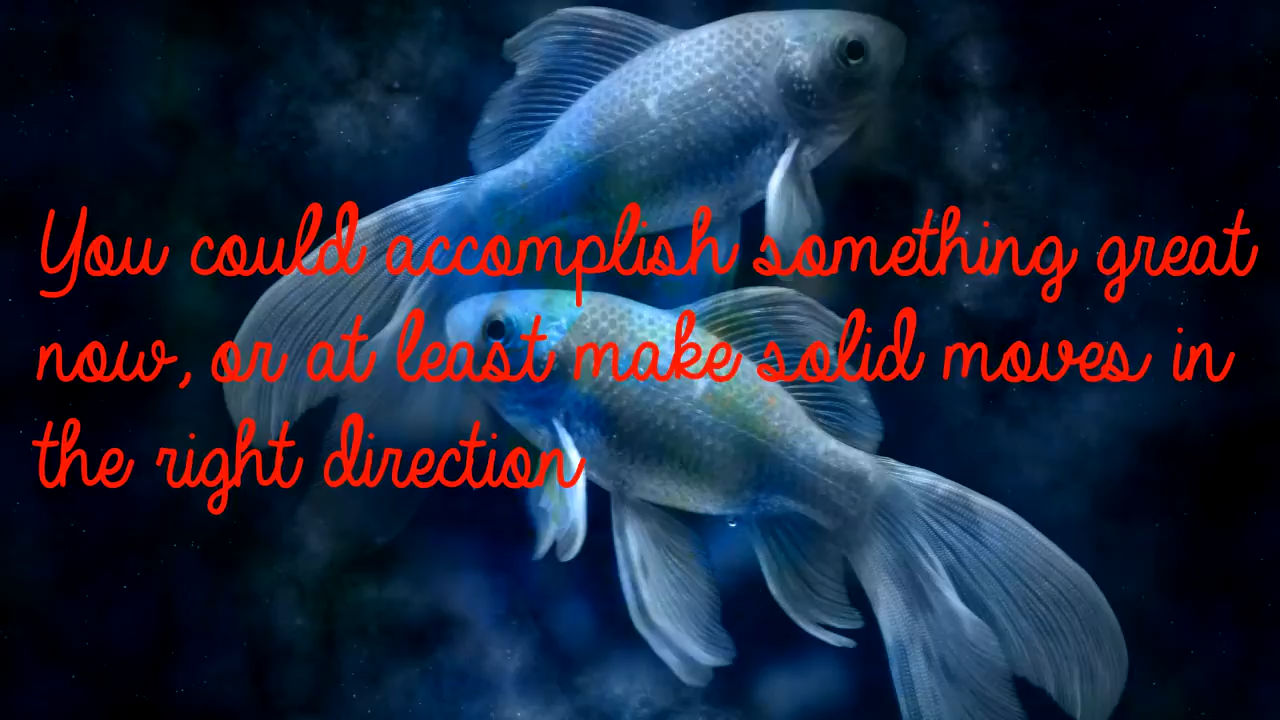 You could accomplish something great
now, or at least make solid moves in
the right direction